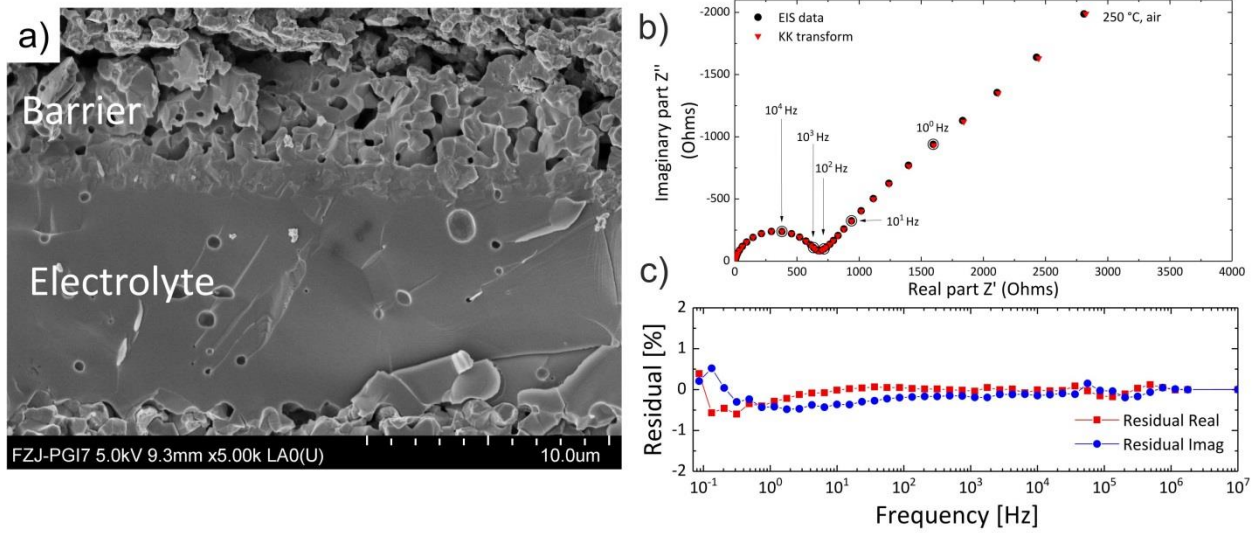 a)
Barrier
Electrolyte
FZJ-PGI7 5.0kV 9.3mm x5.00k LA0(U)
10.0um
b)
EIS data
KK transform
250 °C, air
10⁴ Hz
10³ Hz
10² Hz
10⁰ Hz
10¹ Hz
Imaginary part Z''
(Ohms)
-2000
-1500
-1000
-500
0
0 500 1000 1500 2000 2500 3000 3500 4000
Real part Z' (Ohms)
c)
Residual [%]
2
1
0
-1
-2
Residual Real
Residual Imag
10⁻¹ 10⁰ 10¹ 10² 10³ 10⁴ 10⁵ 10⁶ 10⁷
Frequency [Hz]